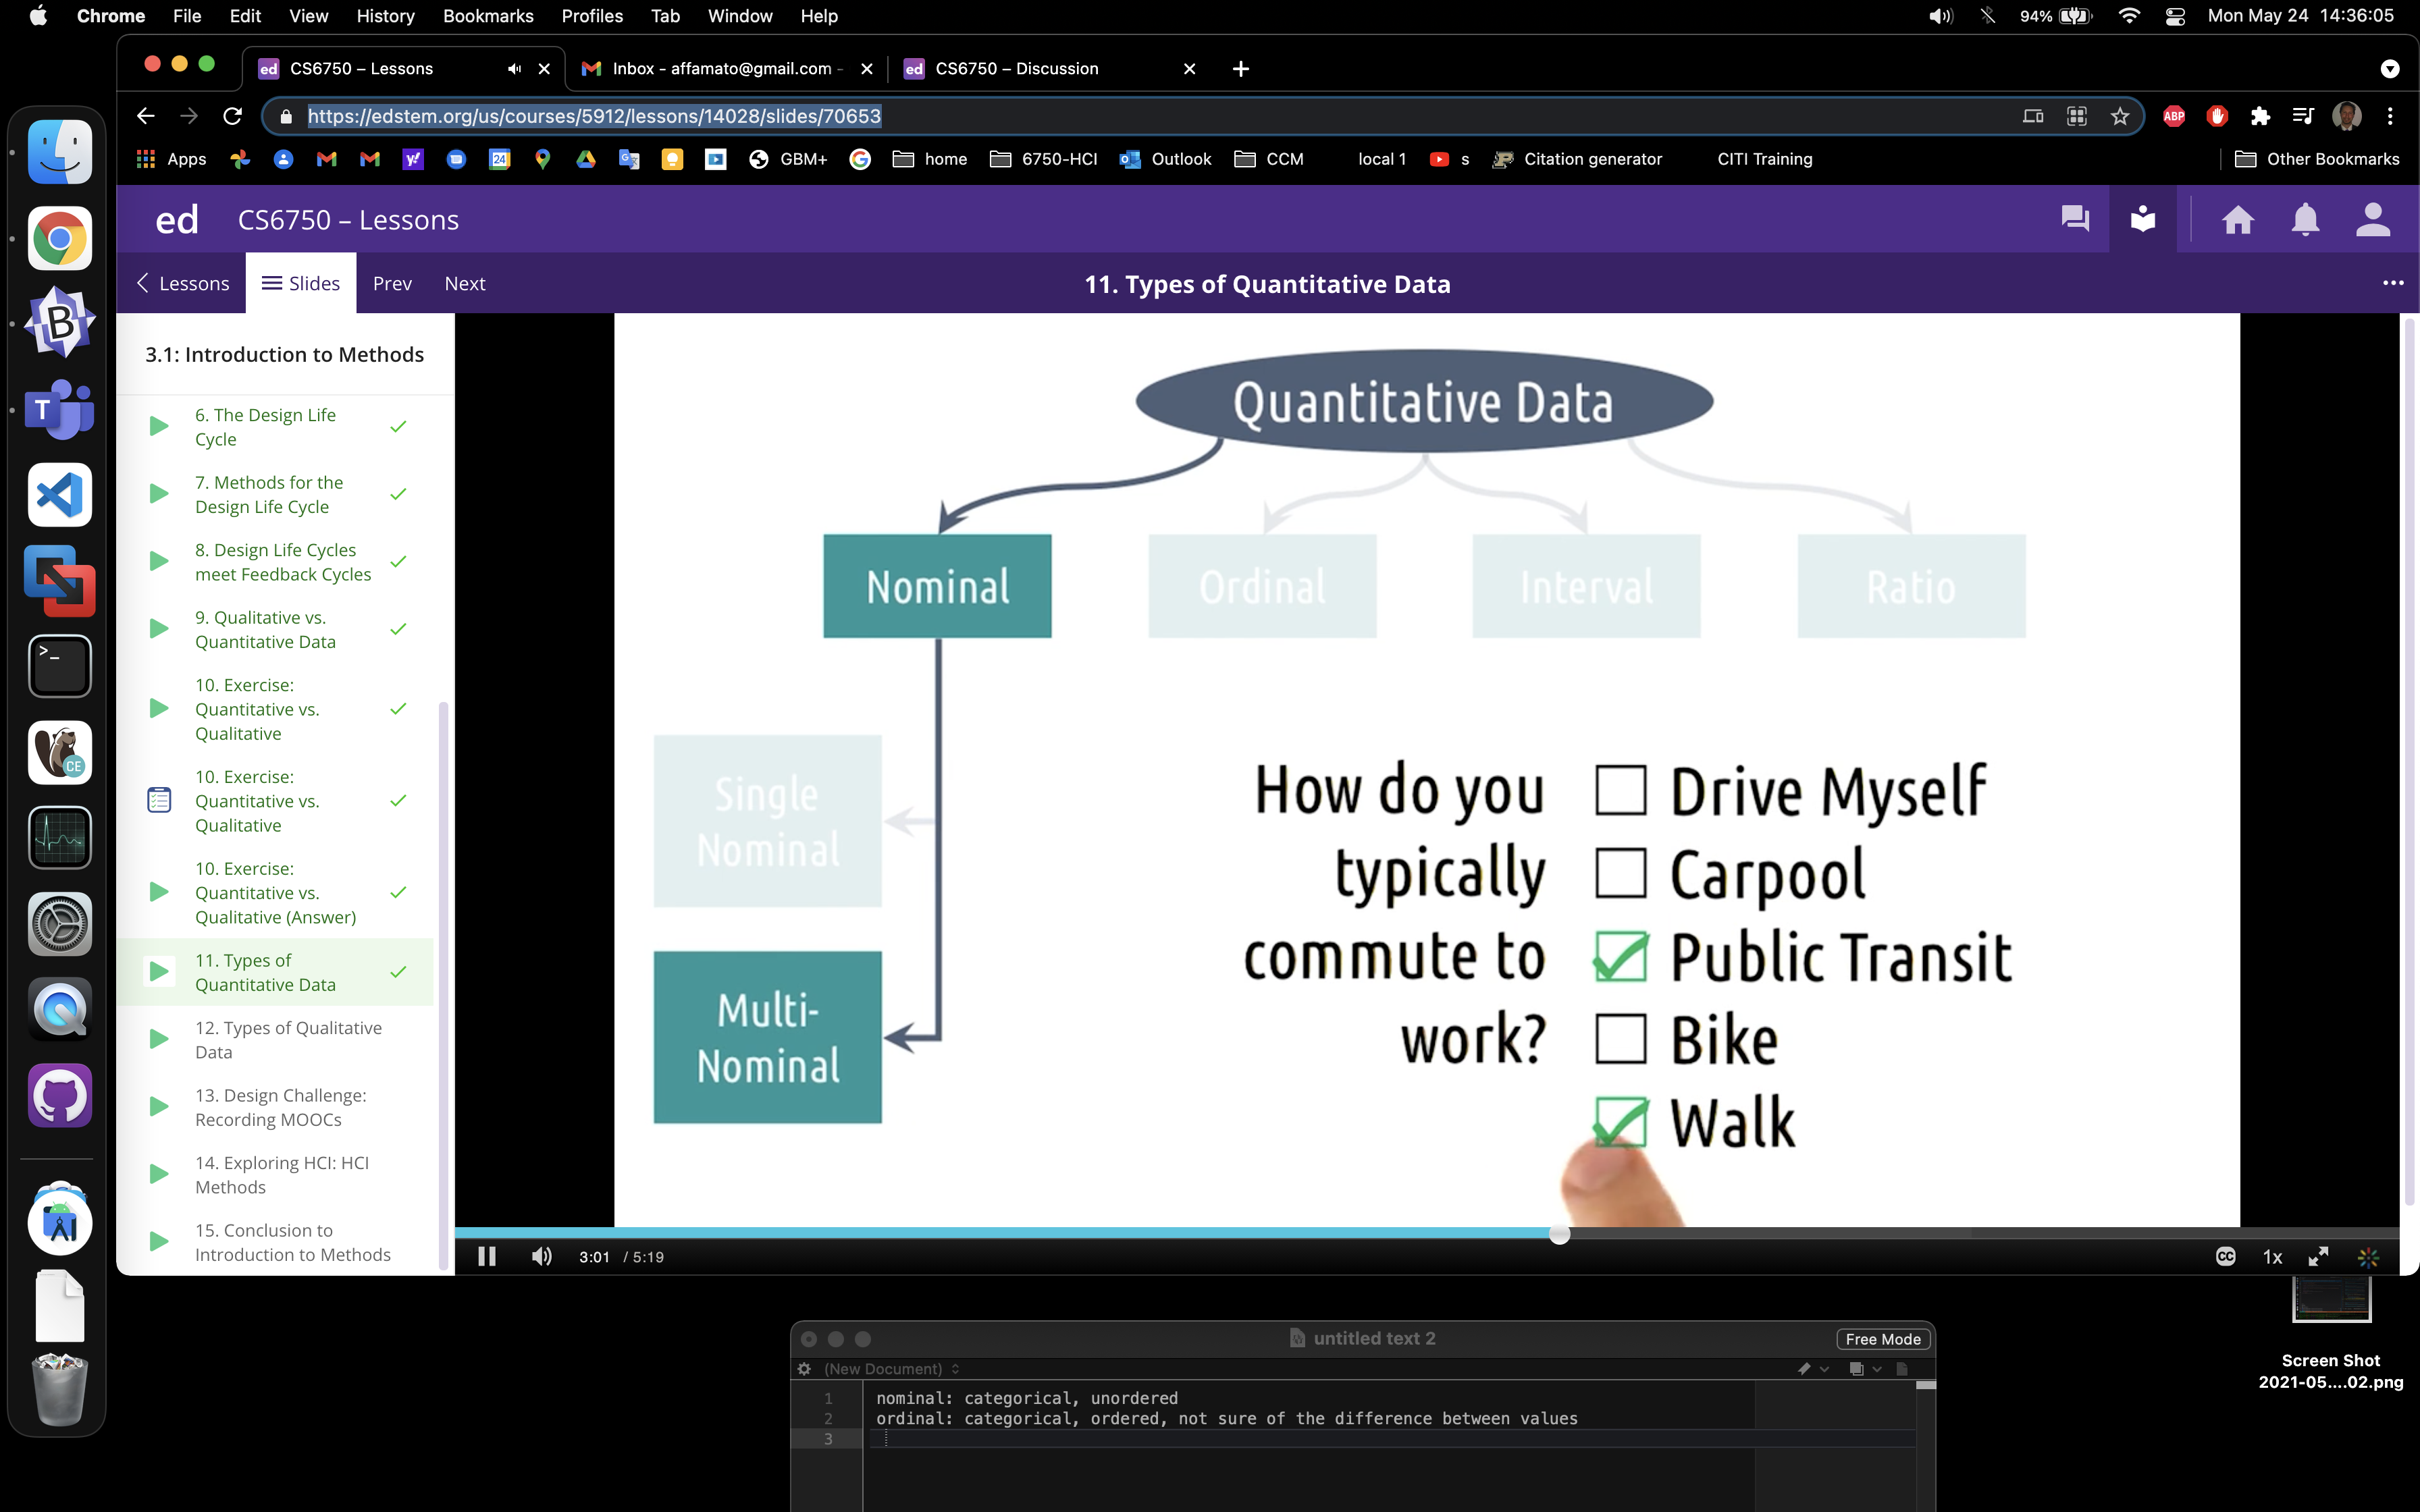 Chrome File Edit View History Bookmarks Profiles Tab Window Help 94% Mon May 24 14:36:05
ed CS6750 – Lessons Inbox - affamato@gmail.com - ed CS6750 – Discussion
https://edstem.org/us/courses/5912/lessons/14028/slides/70653 ABP
Apps 24 GBM+ home 6750-HCI Outlook CCM local 1 s Citation generator CITI Training Other Bookmarks
ed CS6750 – Lessons
Lessons Slides Prev Next 11. Types of Quantitative Data
3.1: Introduction to Methods
6. The Design Life
Cycle
7. Methods for the
Design Life Cycle
8. Design Life Cycles
meet Feedback Cycles
9. Qualitative vs.
Quantitative Data
10. Exercise:
Quantitative vs.
Qualitative
10. Exercise:
Quantitative vs.
Qualitative
10. Exercise:
Quantitative vs.
Qualitative (Answer)
11. Types of
Quantitative Data
12. Types of Qualitative
Data
13. Design Challenge:
Recording MOOCs
14. Exploring HCI: HCI
Methods
15. Conclusion to
Introduction to Methods
Quantitative Data
Nominal Ordinal Interval Ratio
Single
Nominal
Multi-
Nominal
How do you
typically
commute to
work?
Drive Myself
Carpool
Public Transit
Bike
Walk
3:01 / 5:19 CC 1x
untitled text 2 Free Mode
(New Document)
1 nominal: categorical, unordered
2 ordinal: categorical, ordered, not sure of the difference between values
3
Screen Shot
2021-05....02.png
B
T
>_
CE